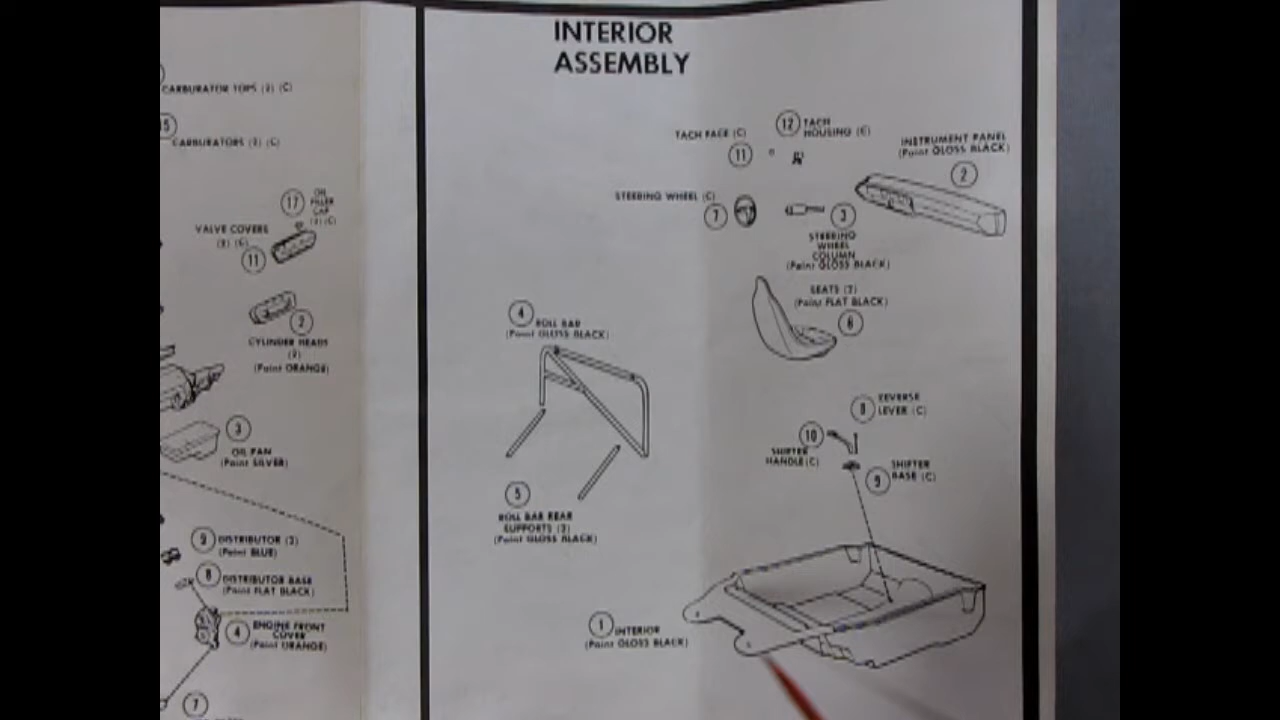 CARBURATOR TOPS (2) (C)
15
CARBURATORS (2) (C)
17
OIL
FILLER
CAP
(2) (C)
VALVE COVERS
(2) (C)
11
2
CYLINDER HEADS
(2)
(Paint ORANGE)
3
OIL PAN
(Paint SILVER)
9
DISTRIBUTOR (2)
(Paint BLUE)
8
DISTRIBUTOR BASE
(Paint FLAT BLACK)
4
ENGINE FRONT
COVER
(Paint ORANGE)
7
INTERIOR
ASSEMBLY
TACH FACE (C)
11
12
TACH
HOUSING (C)
INSTRUMENT PANEL
(Paint GLOSS BLACK)
2
STEERING WHEEL (C)
7
3
STEERING
WHEEL
COLUMN
(Paint GLOSS BLACK)
SEATS (2)
(Paint FLAT BLACK)
6
4
ROLL BAR
(Paint GLOSS BLACK)
5
ROLL BAR REAR
SUPPORTS (2)
(Paint GLOSS BLACK)
8
REVERSE
LEVER (C)
10
SHIFTER
HANDLE (C)
9
SHIFTER
BASE (C)
1
INTERIOR
(Paint GLOSS BLACK)